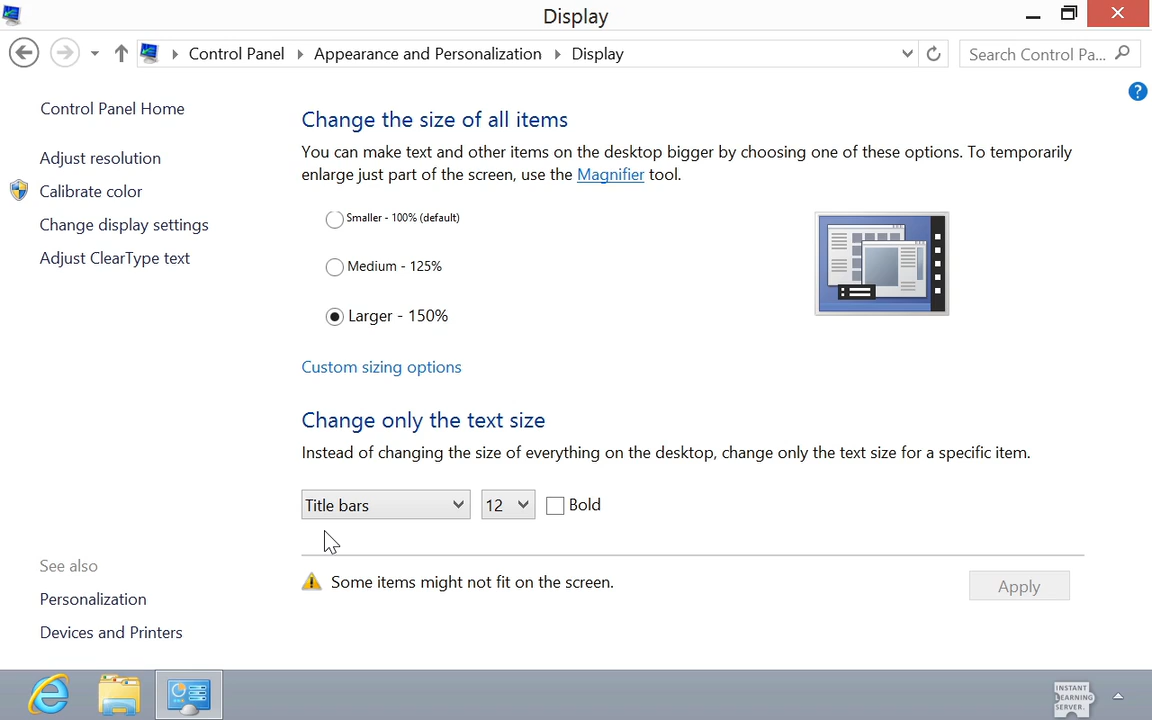 Display
Control Panel
Appearance and Personalization
Display
Search Control Pa...
Control Panel Home
Adjust resolution
Calibrate color
Change display settings
Adjust ClearType text
Change the size of all items
You can make text and other items on the desktop bigger by choosing one of these options. To temporarily
enlarge just part of the screen, use the Magnifier tool.
Smaller - 100% (default)
Medium - 125%
Larger - 150%
Custom sizing options
Change only the text size
Instead of changing the size of everything on the desktop, change only the text size for a specific item.
Title bars
12
Bold
Some items might not fit on the screen.
Apply
See also
Personalization
Devices and Printers
INSTANT
LEARNING
SERVER.